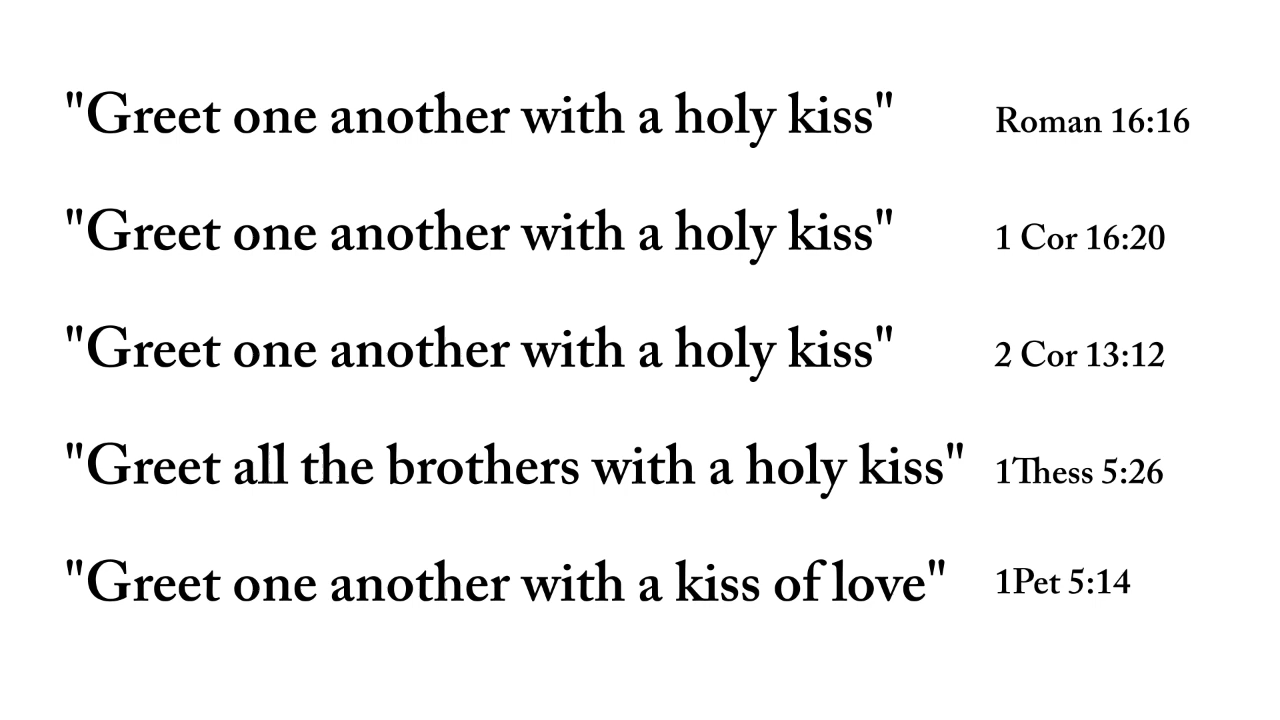 "Greet one another with a holy kiss" Roman 16:16
"Greet one another with a holy kiss" 1 Cor 16:20
"Greet one another with a holy kiss" 2 Cor 13:12
"Greet all the brothers with a holy kiss" 1Thess 5:26
"Greet one another with a kiss of love" 1Pet 5:14